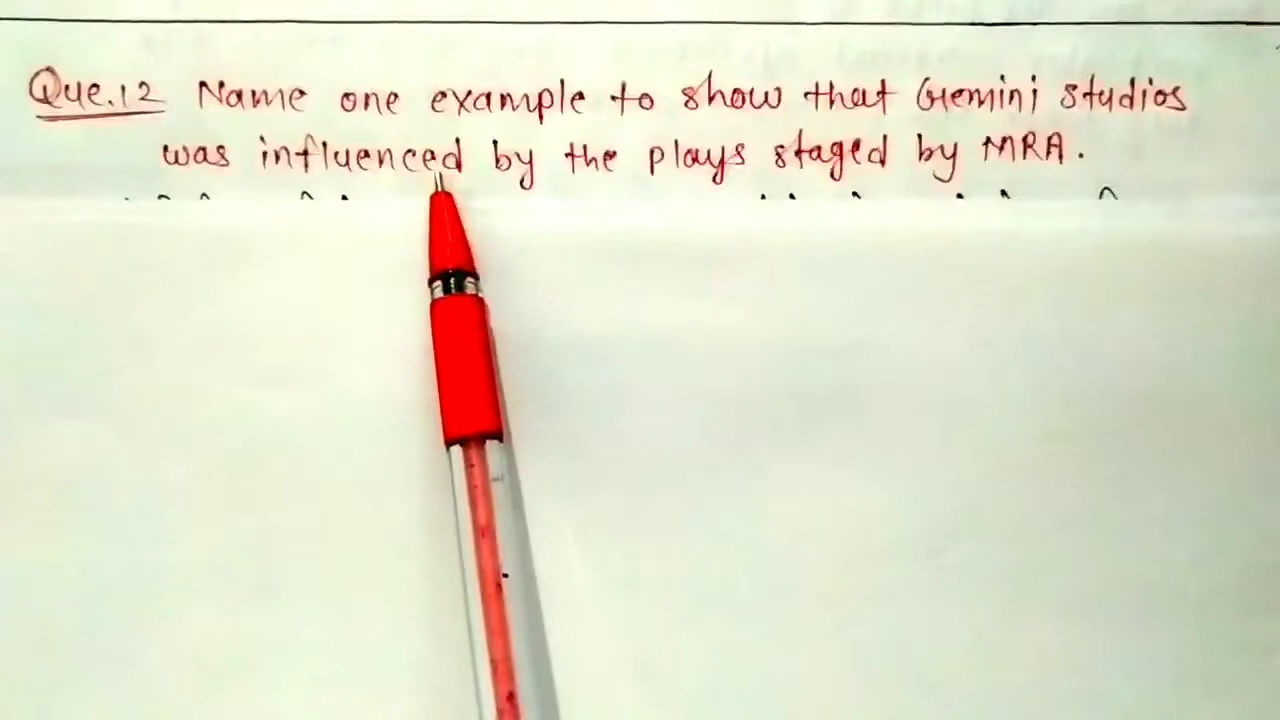 Que.12 Name one example to show that Gemini studios
was influenced by the plays staged by MRA.